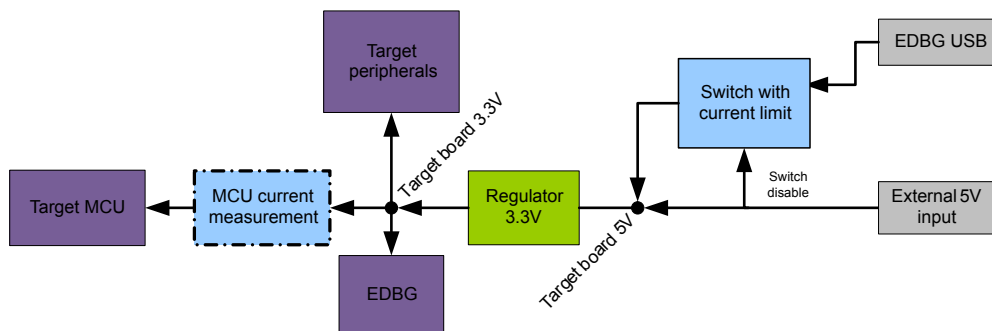 Target
peripherals
EDBG USB
Switch with
current limit
Target board 3.3V
Switch
disable
Target MCU
MCU current
measurement
Regulator
3.3V
External 5V
input
Target board 5V
EDBG